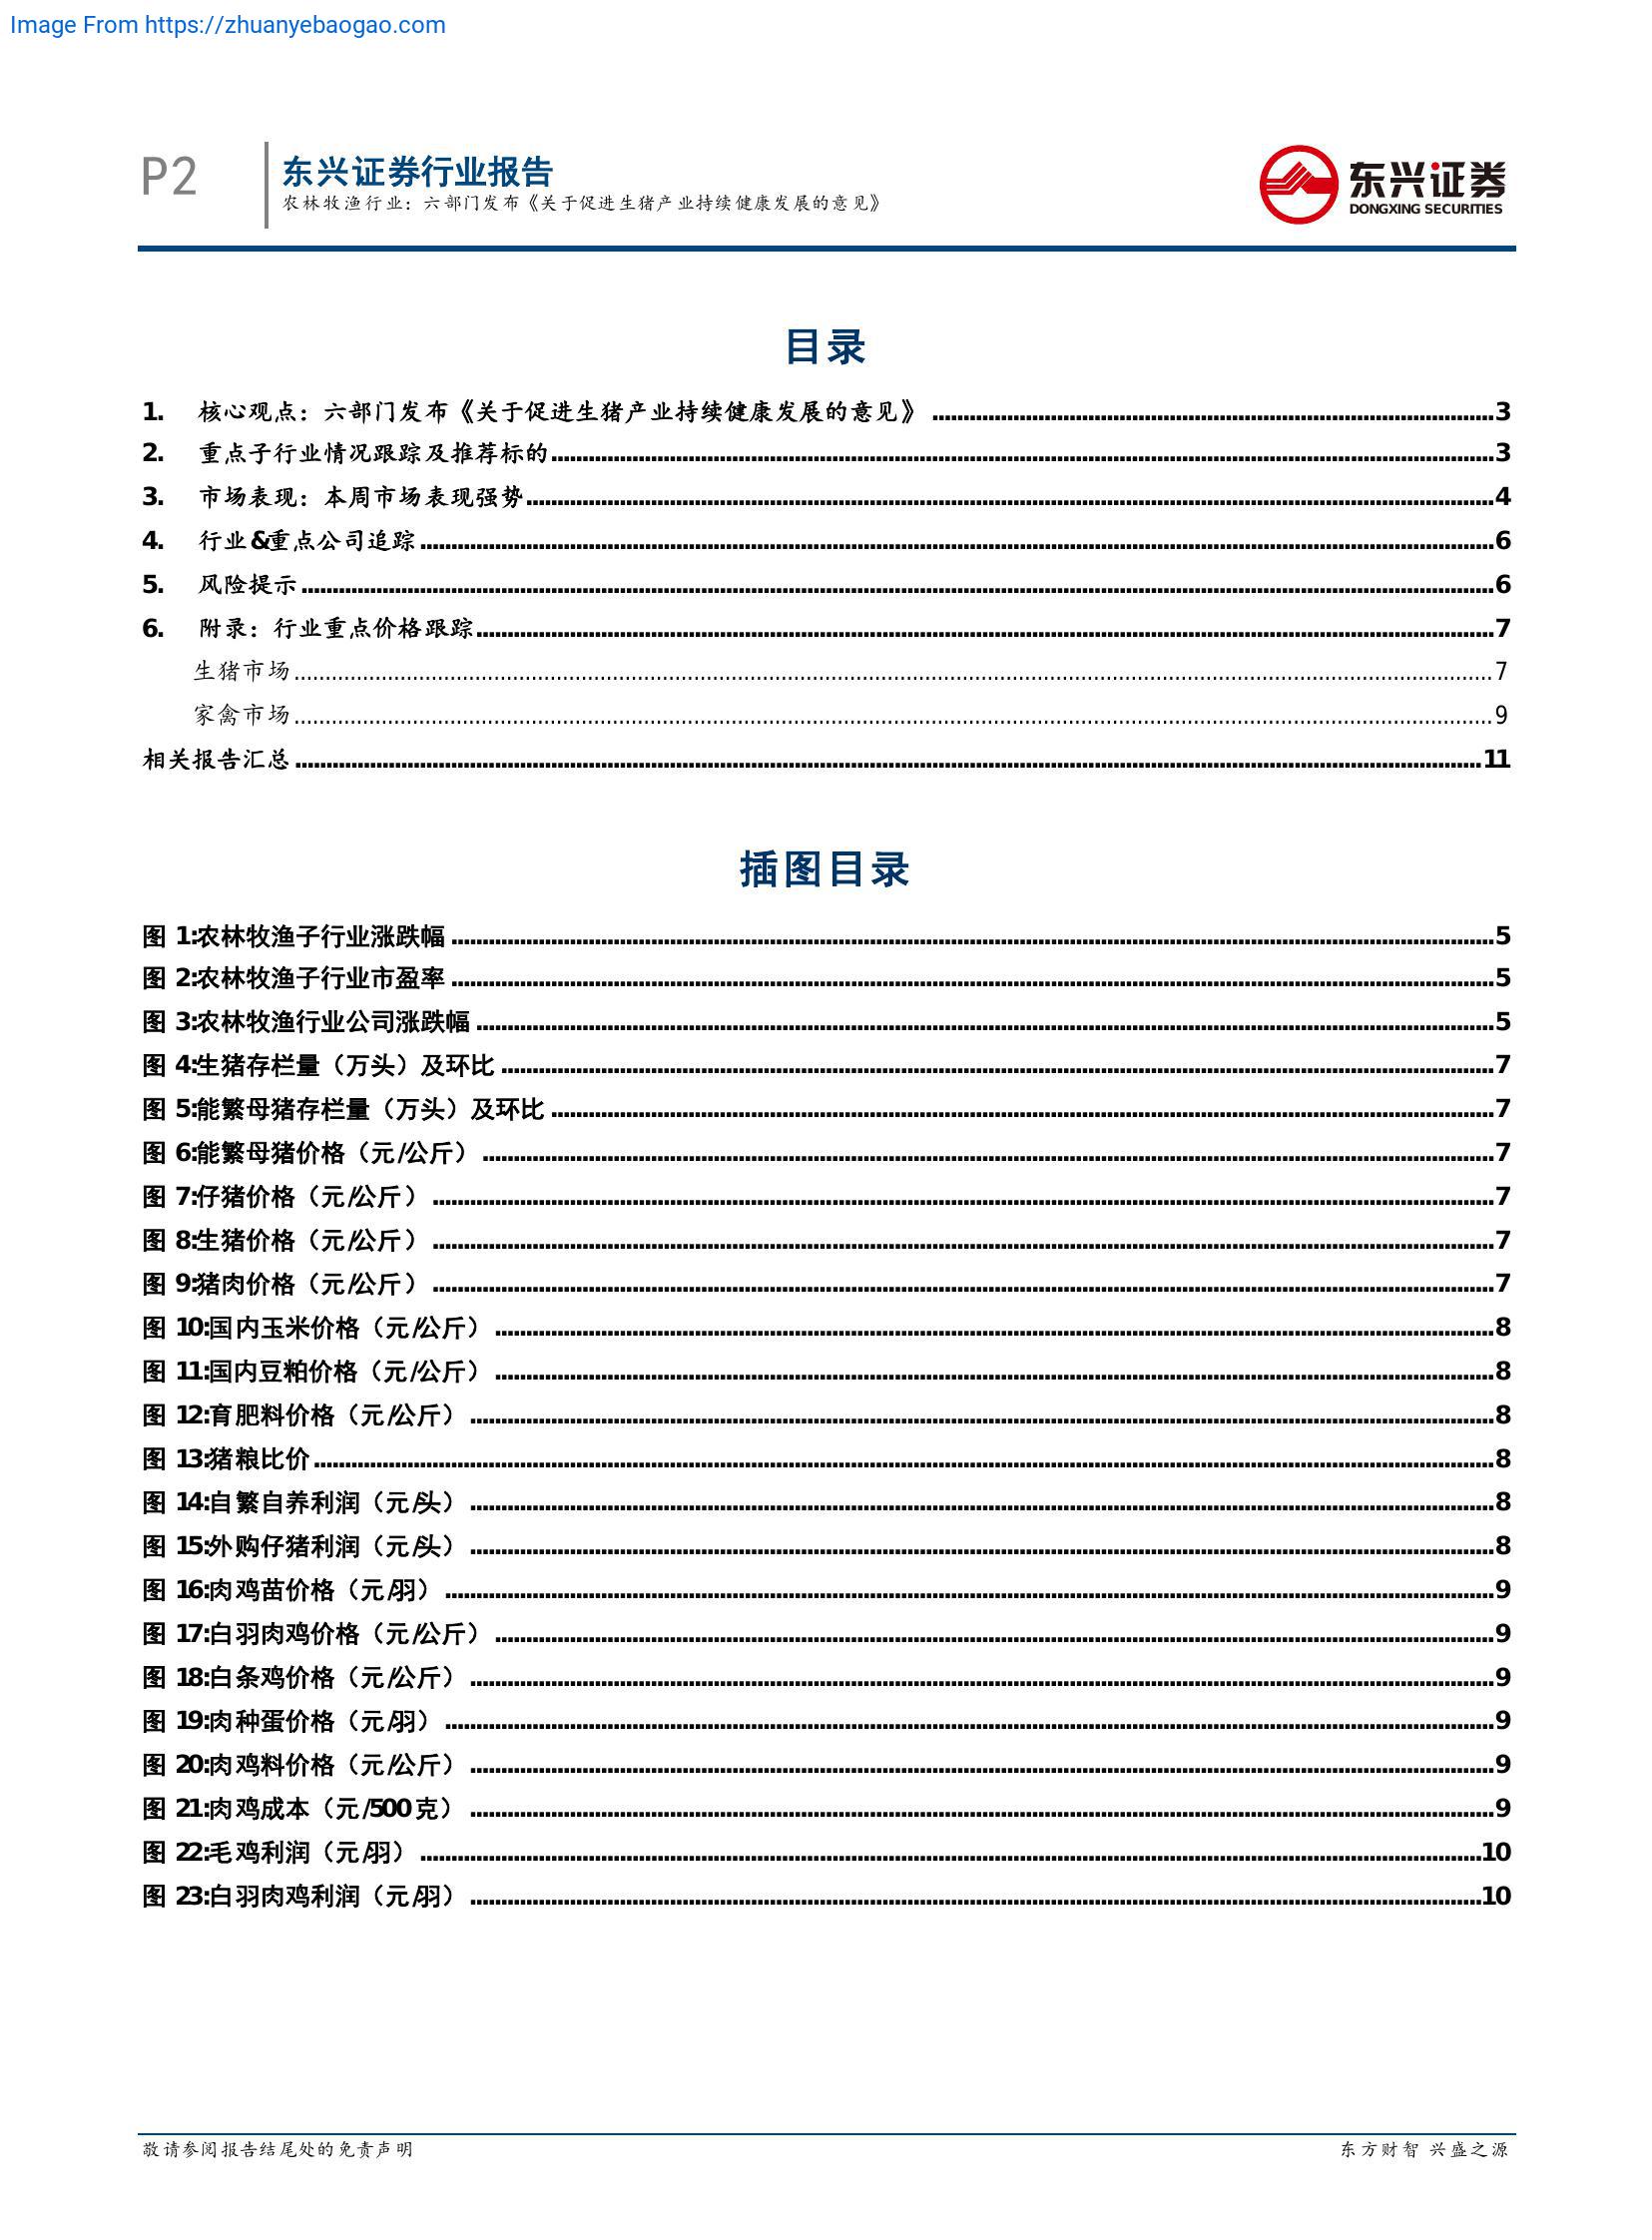 Image From https://zhuanyebaogao.com
P2
东兴证券行业报告
农林牧渔行业：六部门发布《关于促进生猪产业持续健康发展的意见》
东兴证券
DONGXING SECURITIES
目录
1. 核心观点：六部门发布《关于促进生猪产业持续健康发展的意见》 3
2. 重点子行业情况跟踪及推荐标的 3
3. 市场表现：本周市场表现强势 4
4. 行业&重点公司追踪 6
5. 风险提示 6
6. 附录：行业重点价格跟踪 7
生猪市场 7
家禽市场 9
相关报告汇总 11
插图目录
图 1:农林牧渔子行业涨跌幅 5
图 2:农林牧渔子行业市盈率 5
图 3:农林牧渔行业公司涨跌幅 5
图 4:生猪存栏量（万头）及环比 7
图 5:能繁母猪存栏量（万头）及环比 7
图 6:能繁母猪价格（元/公斤） 7
图 7:仔猪价格（元/公斤） 7
图 8:生猪价格（元/公斤） 7
图 9:猪肉价格（元/公斤） 7
图 10:国内玉米价格（元/公斤） 8
图 11:国内豆粕价格（元/公斤） 8
图 12:育肥料价格（元/公斤） 8
图 13:猪粮比价 8
图 14:自繁自养利润（元/头） 8
图 15:外购仔猪利润（元/头） 8
图 16:肉鸡苗价格（元/羽） 9
图 17:白羽肉鸡价格（元/公斤） 9
图 18:白条鸡价格（元/公斤） 9
图 19:肉种蛋价格（元/羽） 9
图 20:肉鸡料价格（元/公斤） 9
图 21:肉鸡成本（元/500 克） 9
图 22:毛鸡利润（元/羽） 10
图 23:白羽肉鸡利润（元/羽） 10
敬请参阅报告结尾处的免责声明
东方财智 兴盛之源